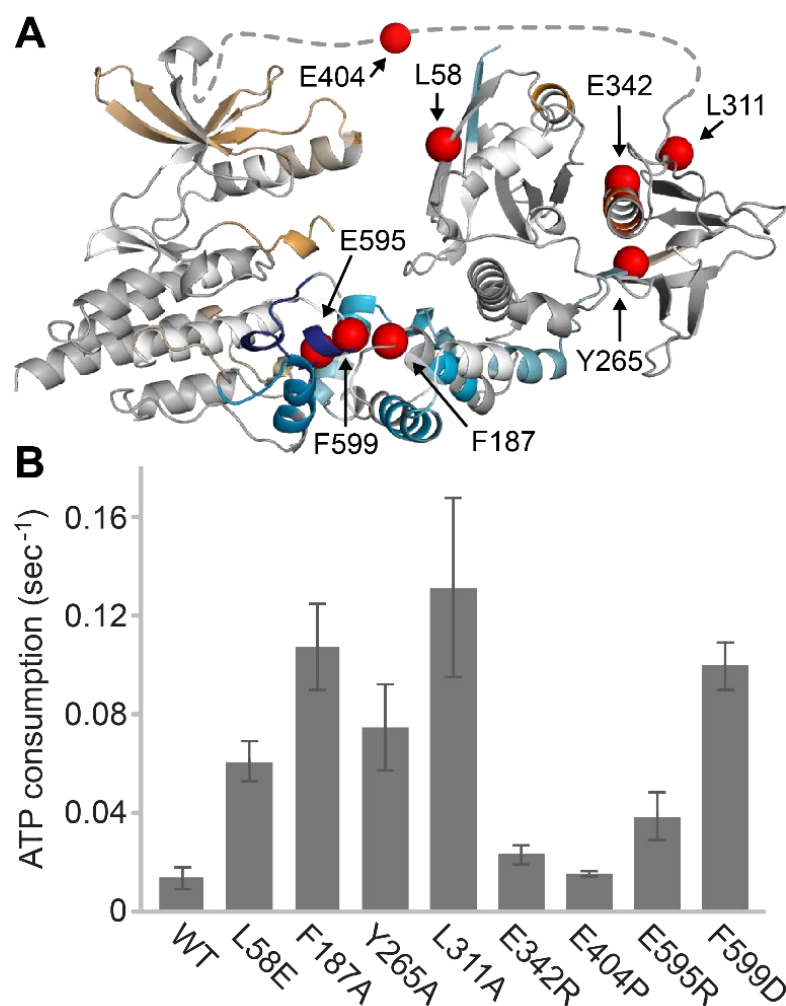 A
E404
L58
E342
L311
E595
Y265
F599
F187
B
ATP consumption (sec⁻¹)
0.16
0.12
0.08
0.04
0
WT
L58E
F187A
Y265A
L311A
E342R
E404P
E595R
F599D